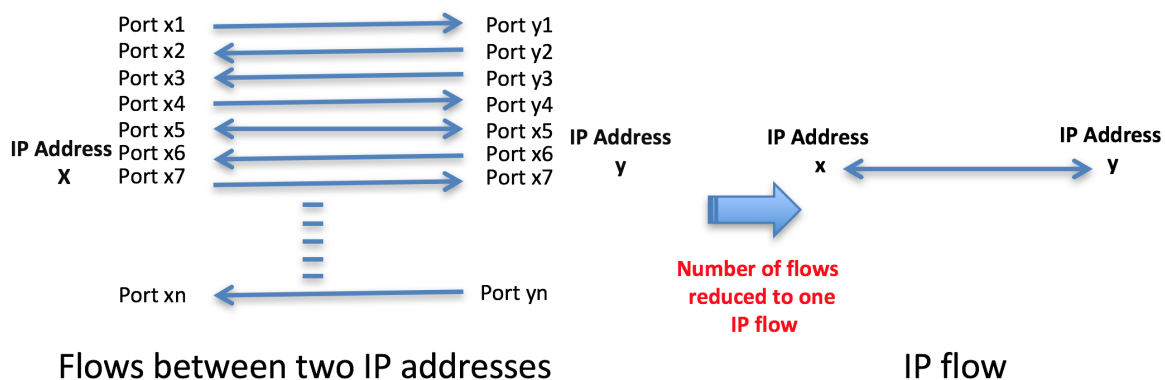 Port x1
Port y1
Port x2
Port y2
Port x3
Port y3
Port x4
Port y4
Port x5
Port x5
IP Address
X
Port x6
Port x6
Port x7
Port x7
IP Address
y
Port xn
Port yn
Flows between two IP addresses
Number of flows
reduced to one
IP flow
IP Address
x
IP Address
y
IP flow